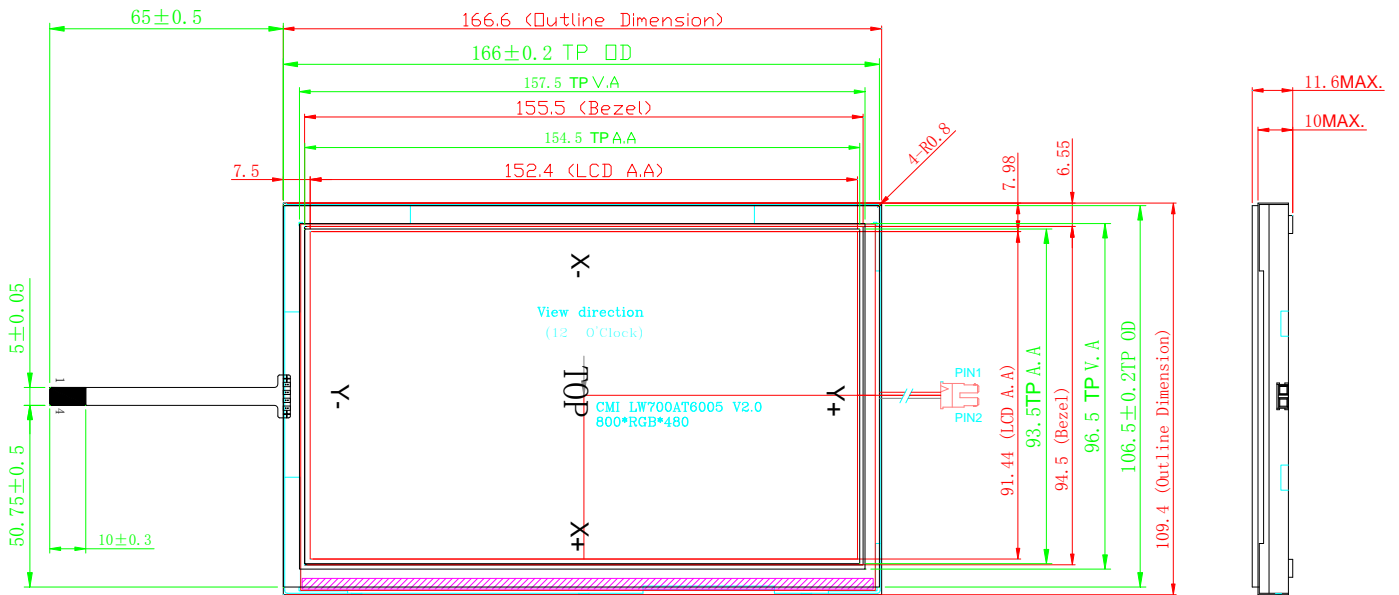 65±0.5
166.6 (Outline Dimension)
166±0.2 TP OD
157.5 TP V.A
155.5 (Bezel)
154.5 TP A.A
7.5
152.4 (LCD A.A)
4-R0.8
7.98
6.55
11.6MAX.
10MAX.
X-
View direction
(12 O'Clock)
5±0.05
1
4
Y-
TOP
Y+
CMI LW700AT6005 V2.0
800*RGB*480
PIN1
PIN2
X+
50.75±0.5
10±0.3
91.44 (LCD A.A)
93.5TP A.A
94.5 (Bezel)
96.5 TP V.A
106.5±0.2TP OD
109.4 (Outline Dimension)